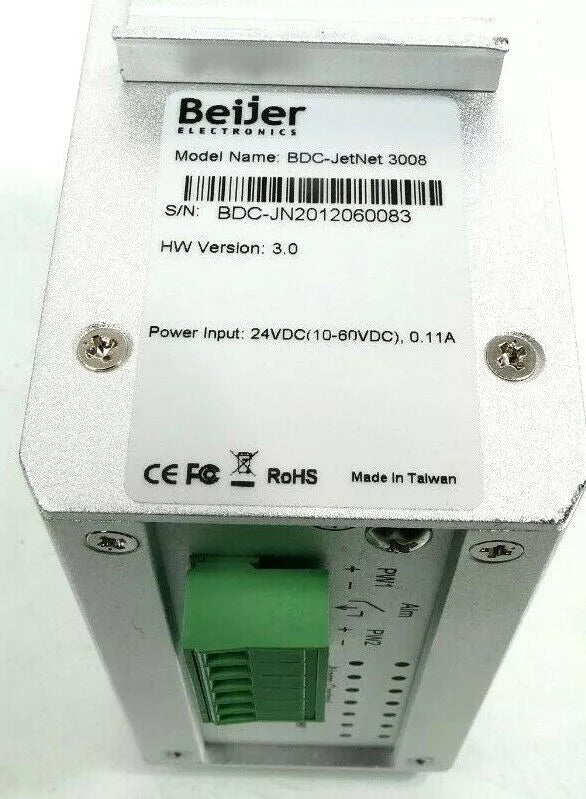 Beijer
ELECTRONICS
Model Name: BDC-JetNet 3008
S/N: BDC-JN2012060083
HW Version: 3.0
Power Input: 24VDC(10-60VDC), 0.11A
CE FC RoHS Made In Taiwan
+ - + -
PW1 PW2
Alm